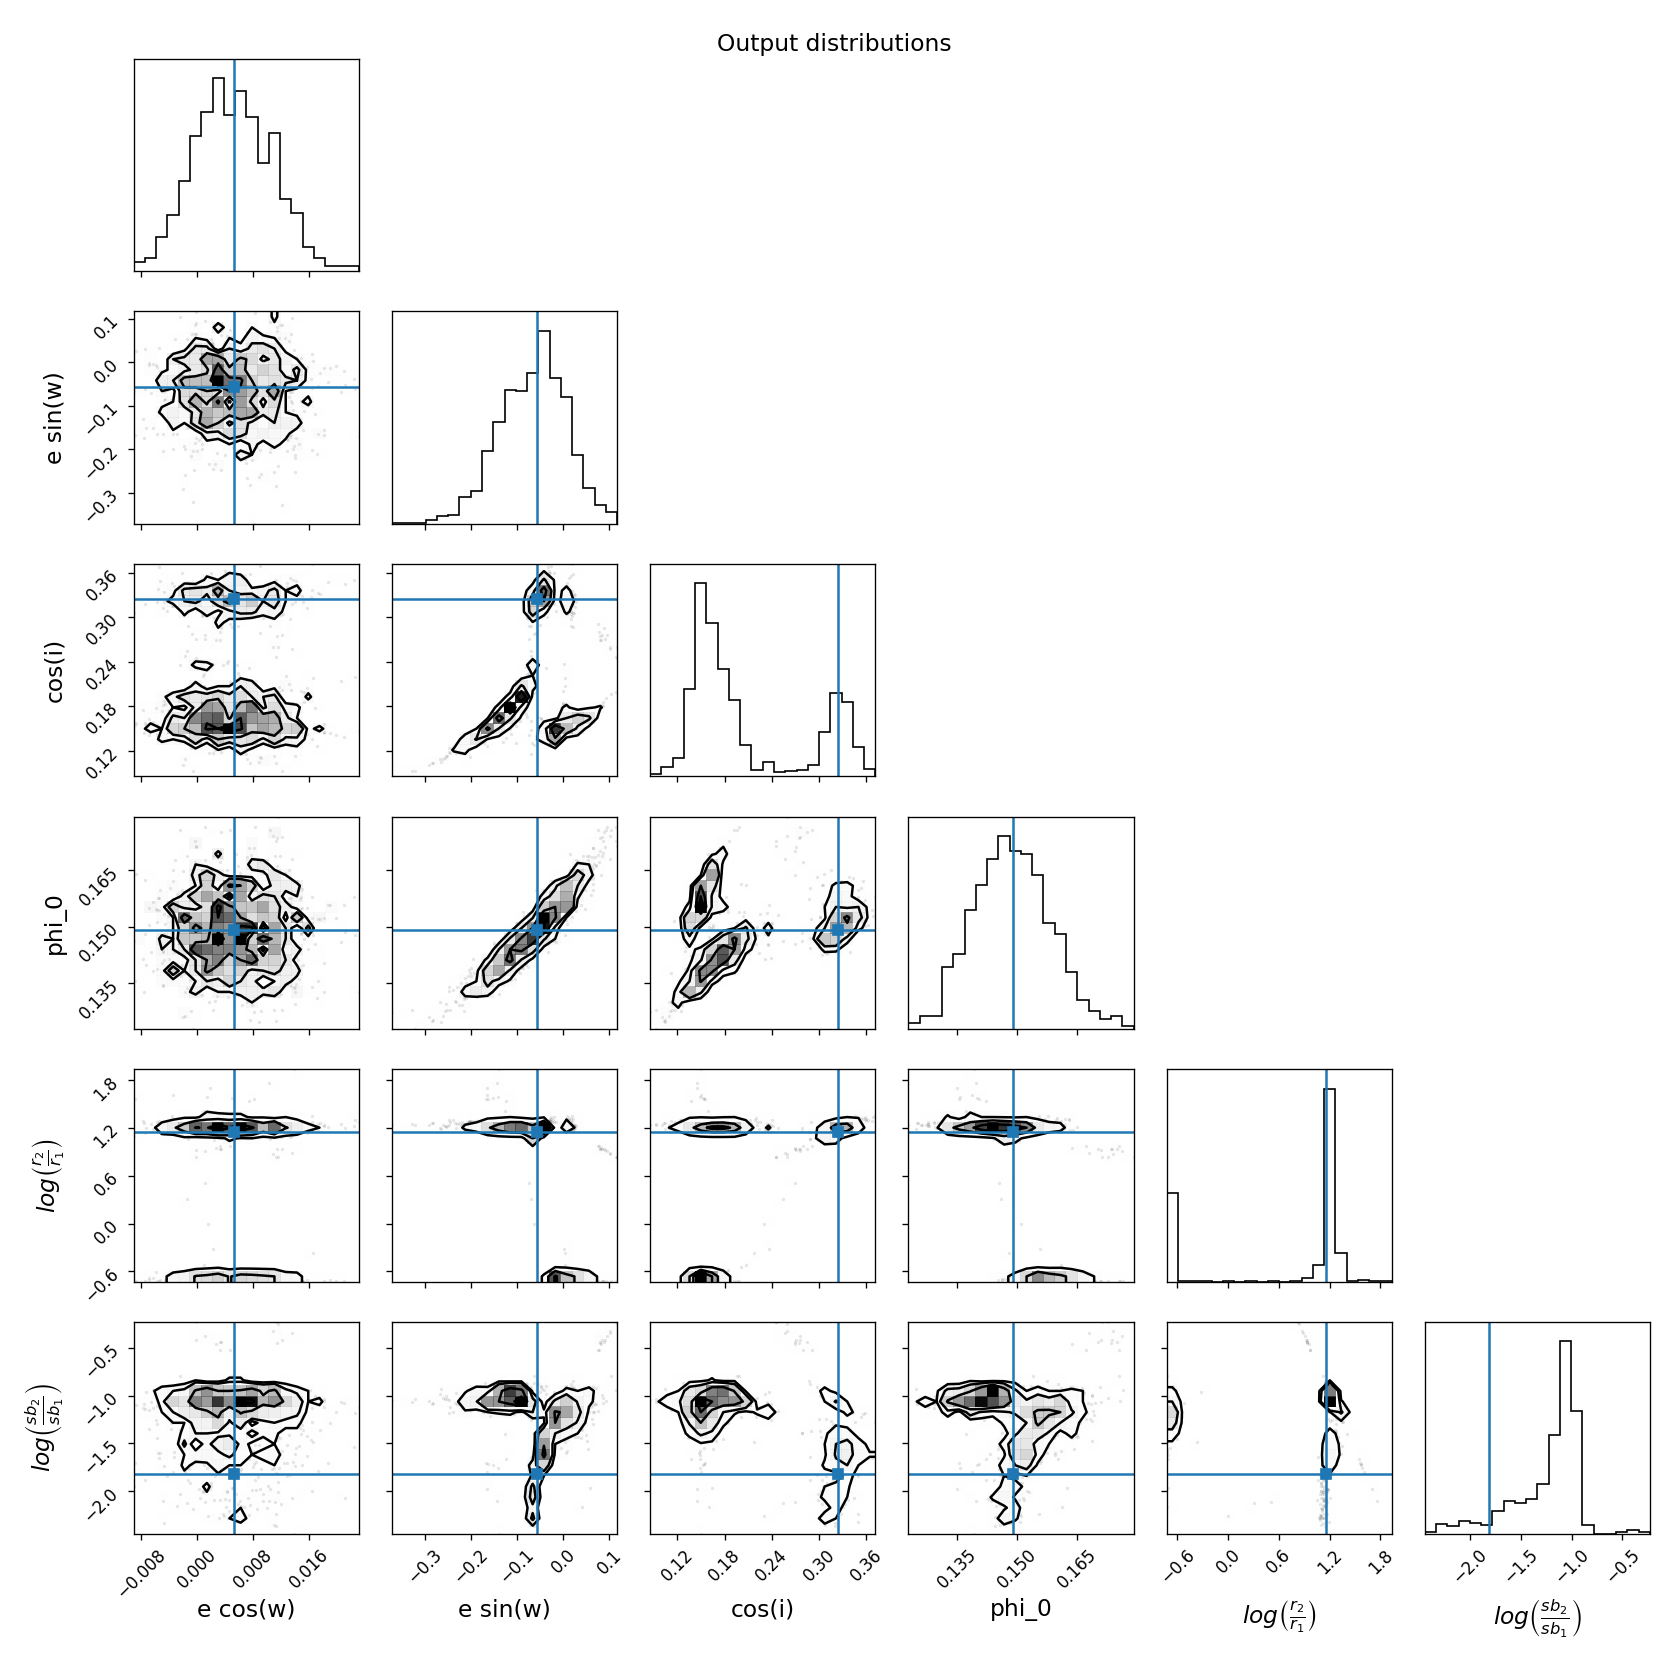 Output distributions
e sin(w)
0.1
0.0
−0.1
−0.2
−0.3
cos(i)
0.36
0.30
0.24
0.18
0.12
phi_0
0.165
0.150
0.135
log(r₂/r₁)
1.8
1.2
0.6
0.0
−0.6
log(sb₂/sb₁)
−0.5
−1.0
−1.5
−2.0
−0.008 0.000 0.008 0.016 −0.3 −0.2 −0.1 0.0 0.1 0.12 0.18 0.24 0.30 0.36 0.135 0.150 0.165 −0.6 0.0 0.6 1.2 1.8 −2.0 −1.5 −1.0 −0.5
e cos(w) e sin(w) cos(i) phi_0 log(r₂/r₁) log(sb₂/sb₁)